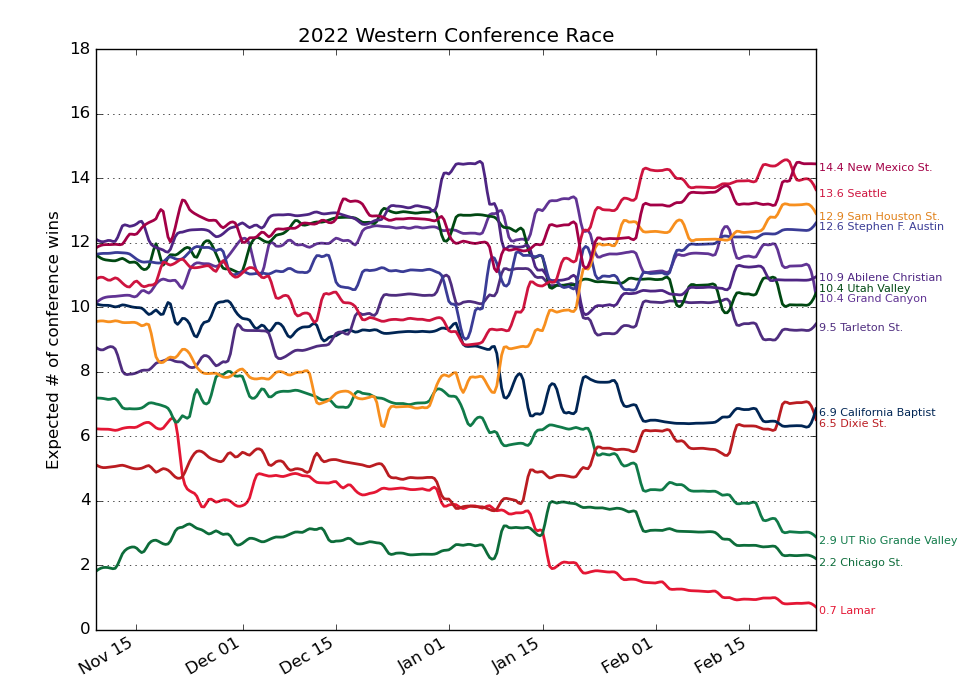 2022 Western Conference Race
Expected # of conference wins
18
16
14
12
10
8
6
4
2
0
Nov 15
Dec 01
Dec 15
Jan 01
Jan 15
Feb 01
Feb 15
14.4 New Mexico St.
13.6 Seattle
12.9 Sam Houston St.
12.6 Stephen F. Austin
10.9 Abilene Christian
10.4 Utah Valley
10.4 Grand Canyon
9.5 Tarleton St.
6.9 California Baptist
6.5 Dixie St.
2.9 UT Rio Grande Valley
2.2 Chicago St.
0.7 Lamar